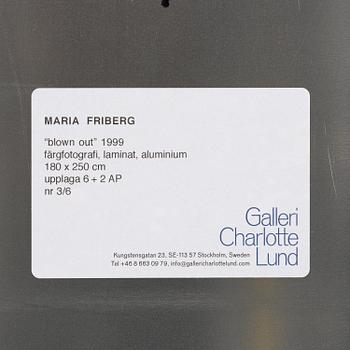 MARIA FRIBERG
"blown out" 1999
färgfotografi, laminat, aluminium
180 x 250 cm
upplaga 6 + 2 AP
nr 3/6
Galleri
Charlotte
Lund
Kungstensgatan 23, SE-113 57 Stockholm, Sweden
Tel +46 8 663 09 79, info@gallericharlottelund.com